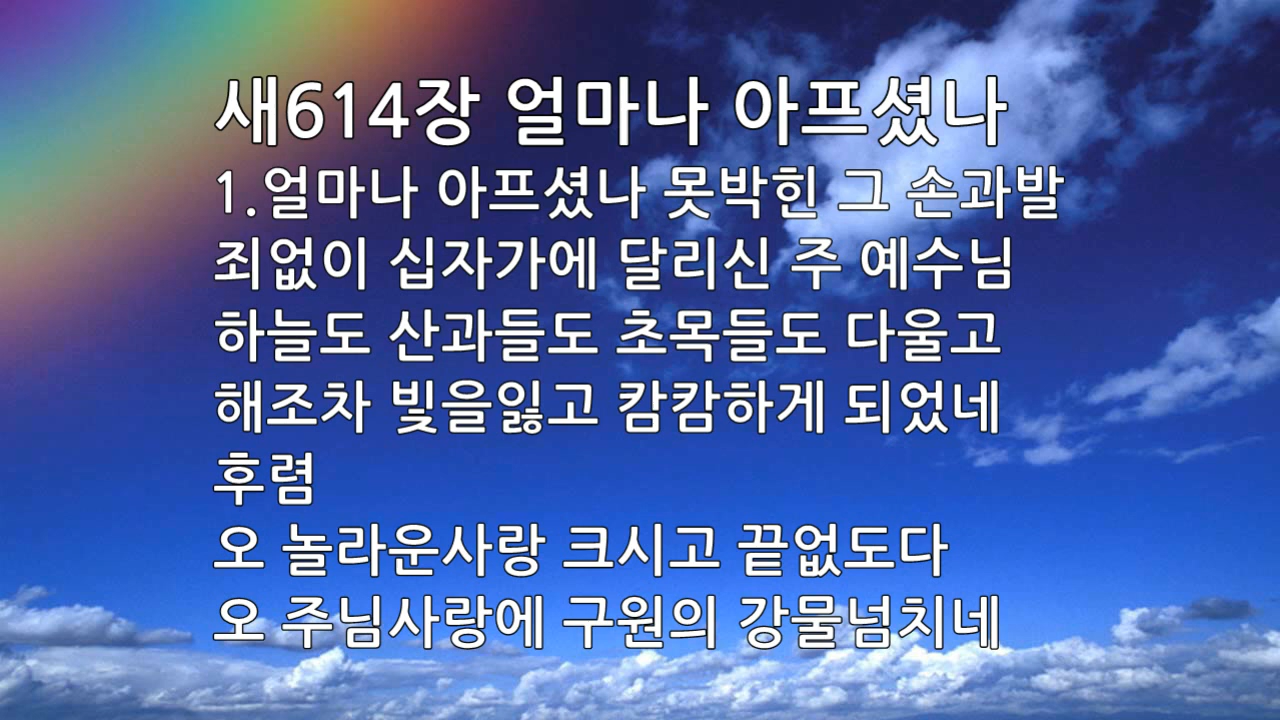 새614장 얼마나 아프셨나
1.얼마나 아프셨나 못박힌 그 손과발
죄없이 십자가에 달리신 주 예수님
하늘도 산과들도 초목들도 다울고
해조차 빛을잃고 캄캄하게 되었네
후렴
오 놀라운사랑 크시고 끝없도다
오 주님사랑에 구원의 강물넘치네